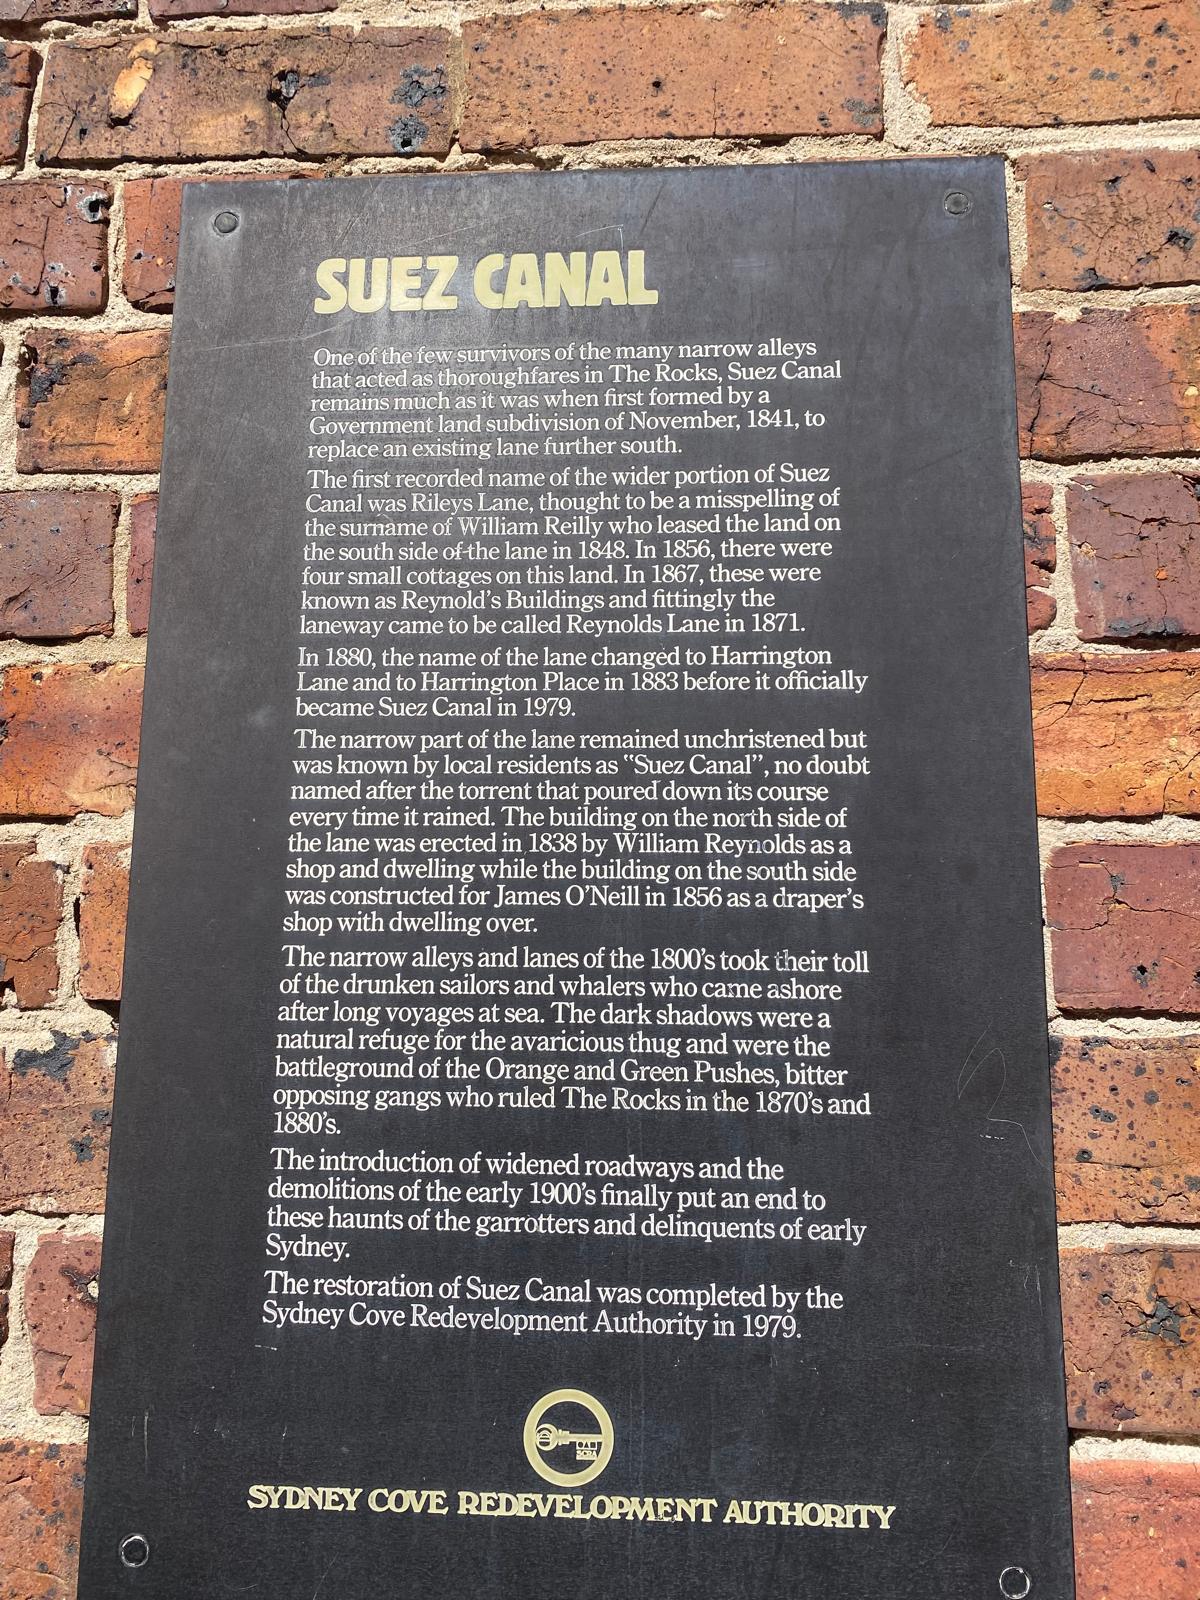 SUEZ CANAL
One of the few survivors of the many narrow alleys
that acted as thoroughfares in The Rocks, Suez Canal
remains much as it was when first formed by a
Government land subdivision of November, 1841, to
replace an existing lane further south.
The first recorded name of the wider portion of Suez
Canal was Rileys Lane, thought to be a misspelling of
the surname of William Reilly who leased the land on
the south side of the lane in 1848. In 1856, there were
four small cottages on this land. In 1867, these were
known as Reynold's Buildings and fittingly the
laneway came to be called Reynolds Lane in 1871.
In 1880, the name of the lane changed to Harrington
Lane and to Harrington Place in 1883 before it officially
became Suez Canal in 1979.
The narrow part of the lane remained unchristened but
was known by local residents as "Suez Canal", no doubt
named after the torrent that poured down its course
every time it rained. The building on the north side of
the lane was erected in 1838 by William Reynolds as a
shop and dwelling while the building on the south side
was constructed for James O'Neill in 1856 as a draper's
shop with dwelling over.
The narrow alleys and lanes of the 1800's took their toll
of the drunken sailors and whalers who came ashore
after long voyages at sea. The dark shadows were a
natural refuge for the avaricious thug and were the
battleground of the Orange and Green Pushes, bitter
opposing gangs who ruled The Rocks in the 1870's and
1880's.
The introduction of widened roadways and the
demolitions of the early 1900's finally put an end to
these haunts of the garrotters and delinquents of early
Sydney.
The restoration of Suez Canal was completed by the
Sydney Cove Redevelopment Authority in 1979.
SCRA
SYDNEY COVE REDEVELOPMENT AUTHORITY